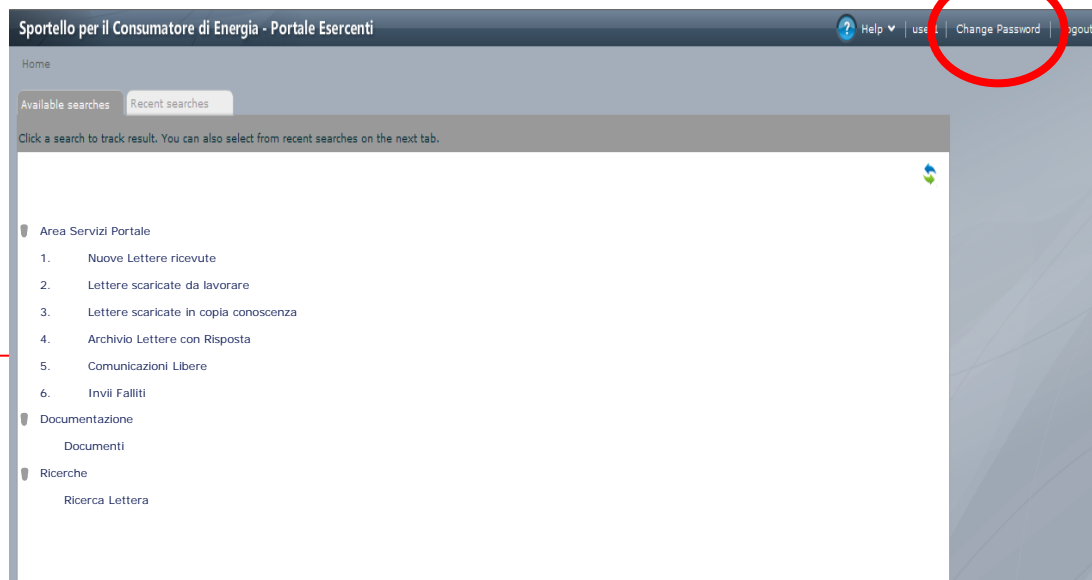 Sportello per il Consumatore di Energia - Portale Esercenti
? Help | Change Password |
Home
Available searches Recent searches
Click a search to track result. You can also select from recent searches on the next tab.
Area Servizi Portale
1. Nuove Lettere ricevute
2. Lettere scaricate da lavorare
3. Lettere scaricate in copia conoscenza
4. Archivio Lettere con Risposta
5. Comunicazioni Libere
6. Invii Falliti
Documentazione
Documenti
Ricerche
Ricerca Lettera